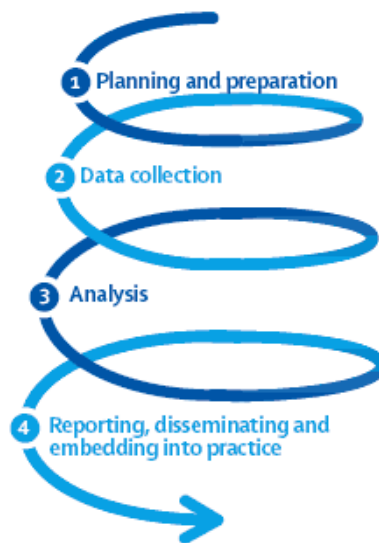 1 Planning and preparation
2 Data collection
3 Analysis
4 Reporting, disseminating and
embedding into practice